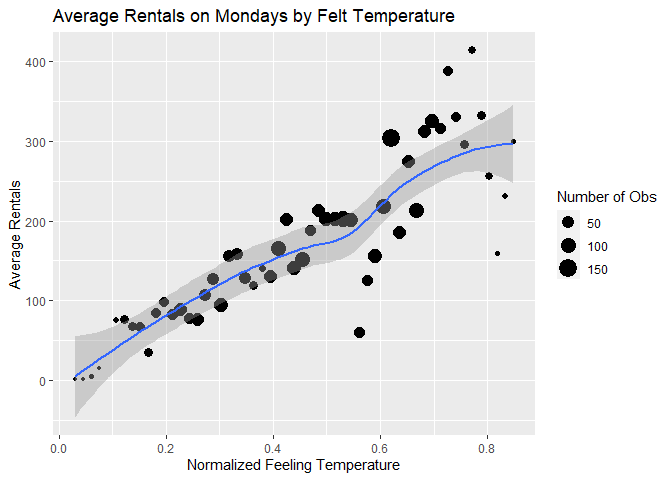 Average Rentals on Mondays by Felt Temperature
400
300
200
100
0
Average Rentals
0.0 0.2 0.4 0.6 0.8
Normalized Feeling Temperature
Number of Obs
50
100
150